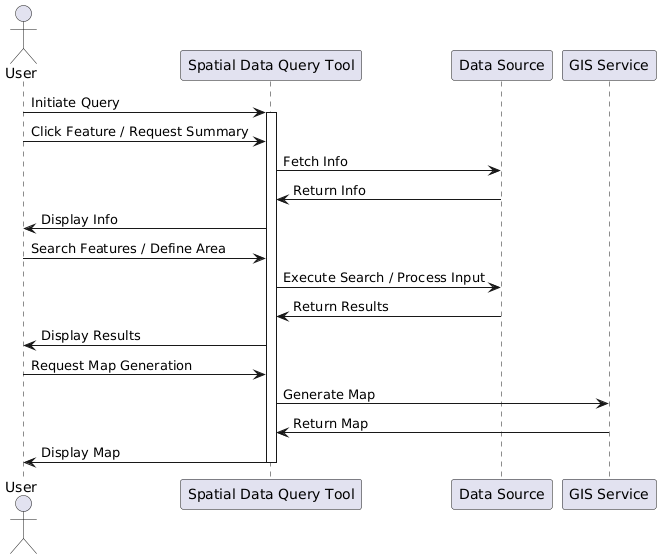 User
Spatial Data Query Tool
Data Source
GIS Service
Initiate Query
Click Feature / Request Summary
Fetch Info
Return Info
Display Info
Search Features / Define Area
Execute Search / Process Input
Return Results
Display Results
Request Map Generation
Generate Map
Return Map
Display Map
User
Spatial Data Query Tool
Data Source
GIS Service